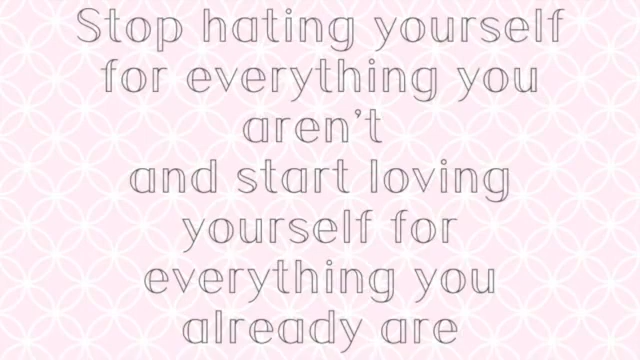 Stop hating yourself
for everything you
aren't
and start loving
yourself for
everything you
already are